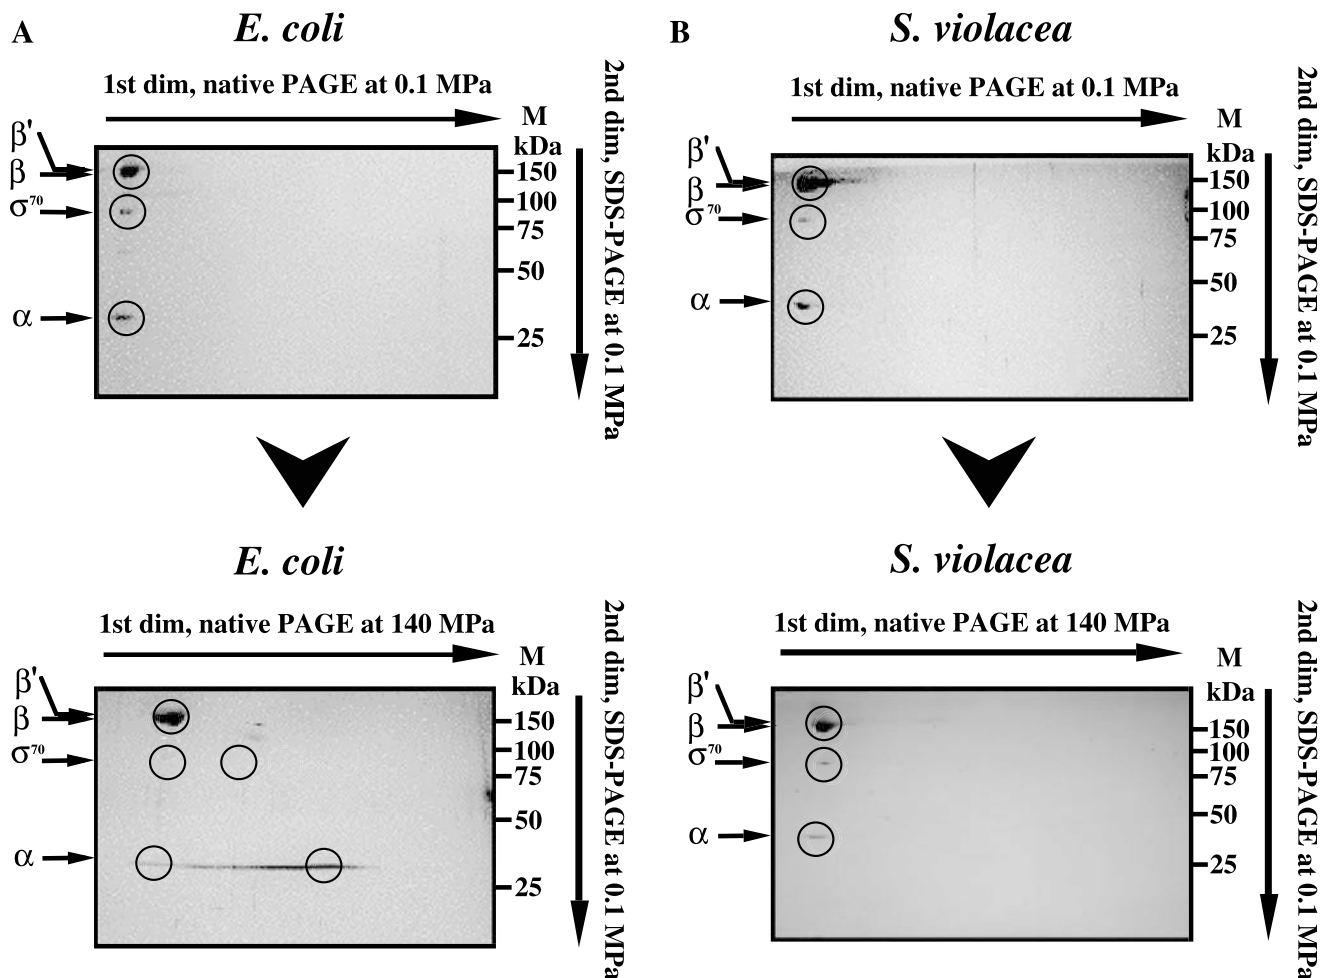 A
E. coli
1st dim, native PAGE at 0.1 MPa
M
kDa
β'
β
σ70
α
150
100
75
50
25
2nd dim, SDS-PAGE at 0.1 MPa
B
S. violacea
1st dim, native PAGE at 0.1 MPa
M
kDa
β'
β
σ70
α
150
100
75
50
25
2nd dim, SDS-PAGE at 0.1 MPa
E. coli
1st dim, native PAGE at 140 MPa
M
kDa
β'
β
σ70
α
150
100
75
50
25
2nd dim, SDS-PAGE at 0.1 MPa
S. violacea
1st dim, native PAGE at 140 MPa
M
kDa
β'
β
σ70
α
150
100
75
50
25
2nd dim, SDS-PAGE at 0.1 MPa